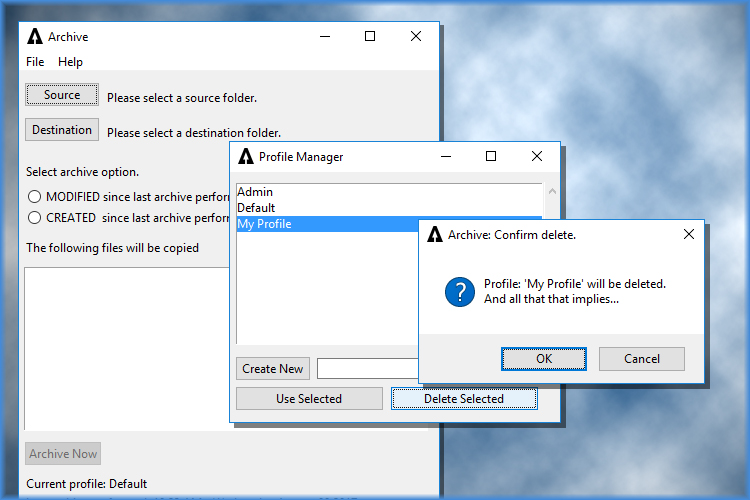 Archive
File Help
Source Please select a source folder.
Destination Please select a destination folder.
Select archive option.
MODIFIED since last archive perfor
CREATED since last archive perforn
The following files will be copied
Archive Now
Current profile: Default
Profile Manager
Admin
Default
My Profile
Create New
Use Selected Delete Selected
Archive: Confirm delete.
Profile: 'My Profile' will be deleted.
And all that that implies...
OK Cancel